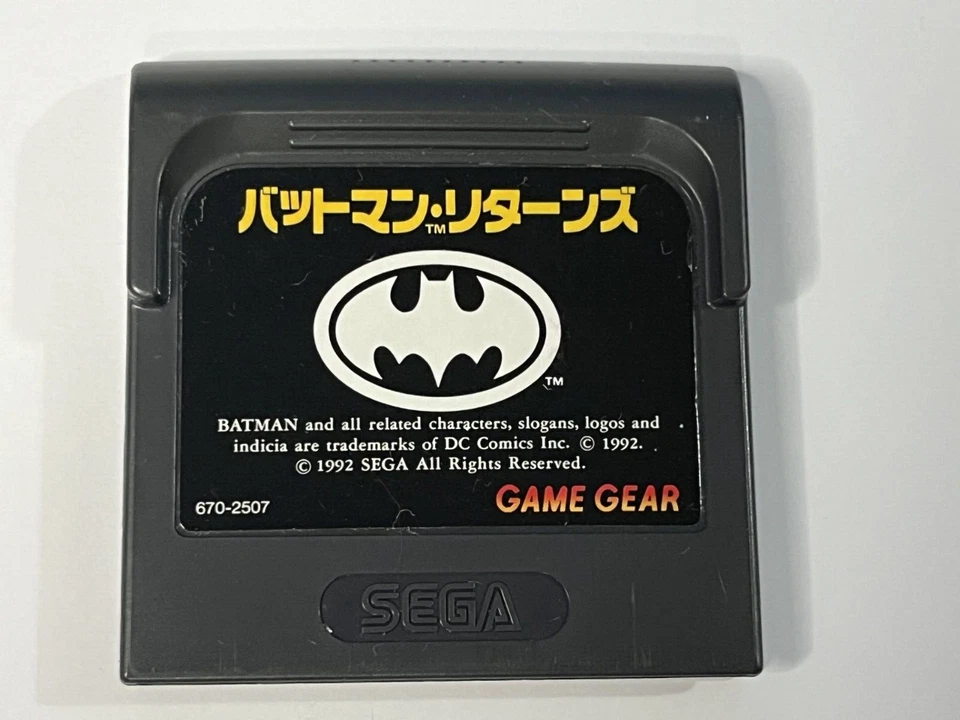 バットマン・リターンズ
TM
TM
BATMAN and all related characters, slogans, logos and
indicia are trademarks of DC Comics Inc. © 1992.
© 1992 SEGA All Rights Reserved.
670-2507
GAME GEAR
SEGA